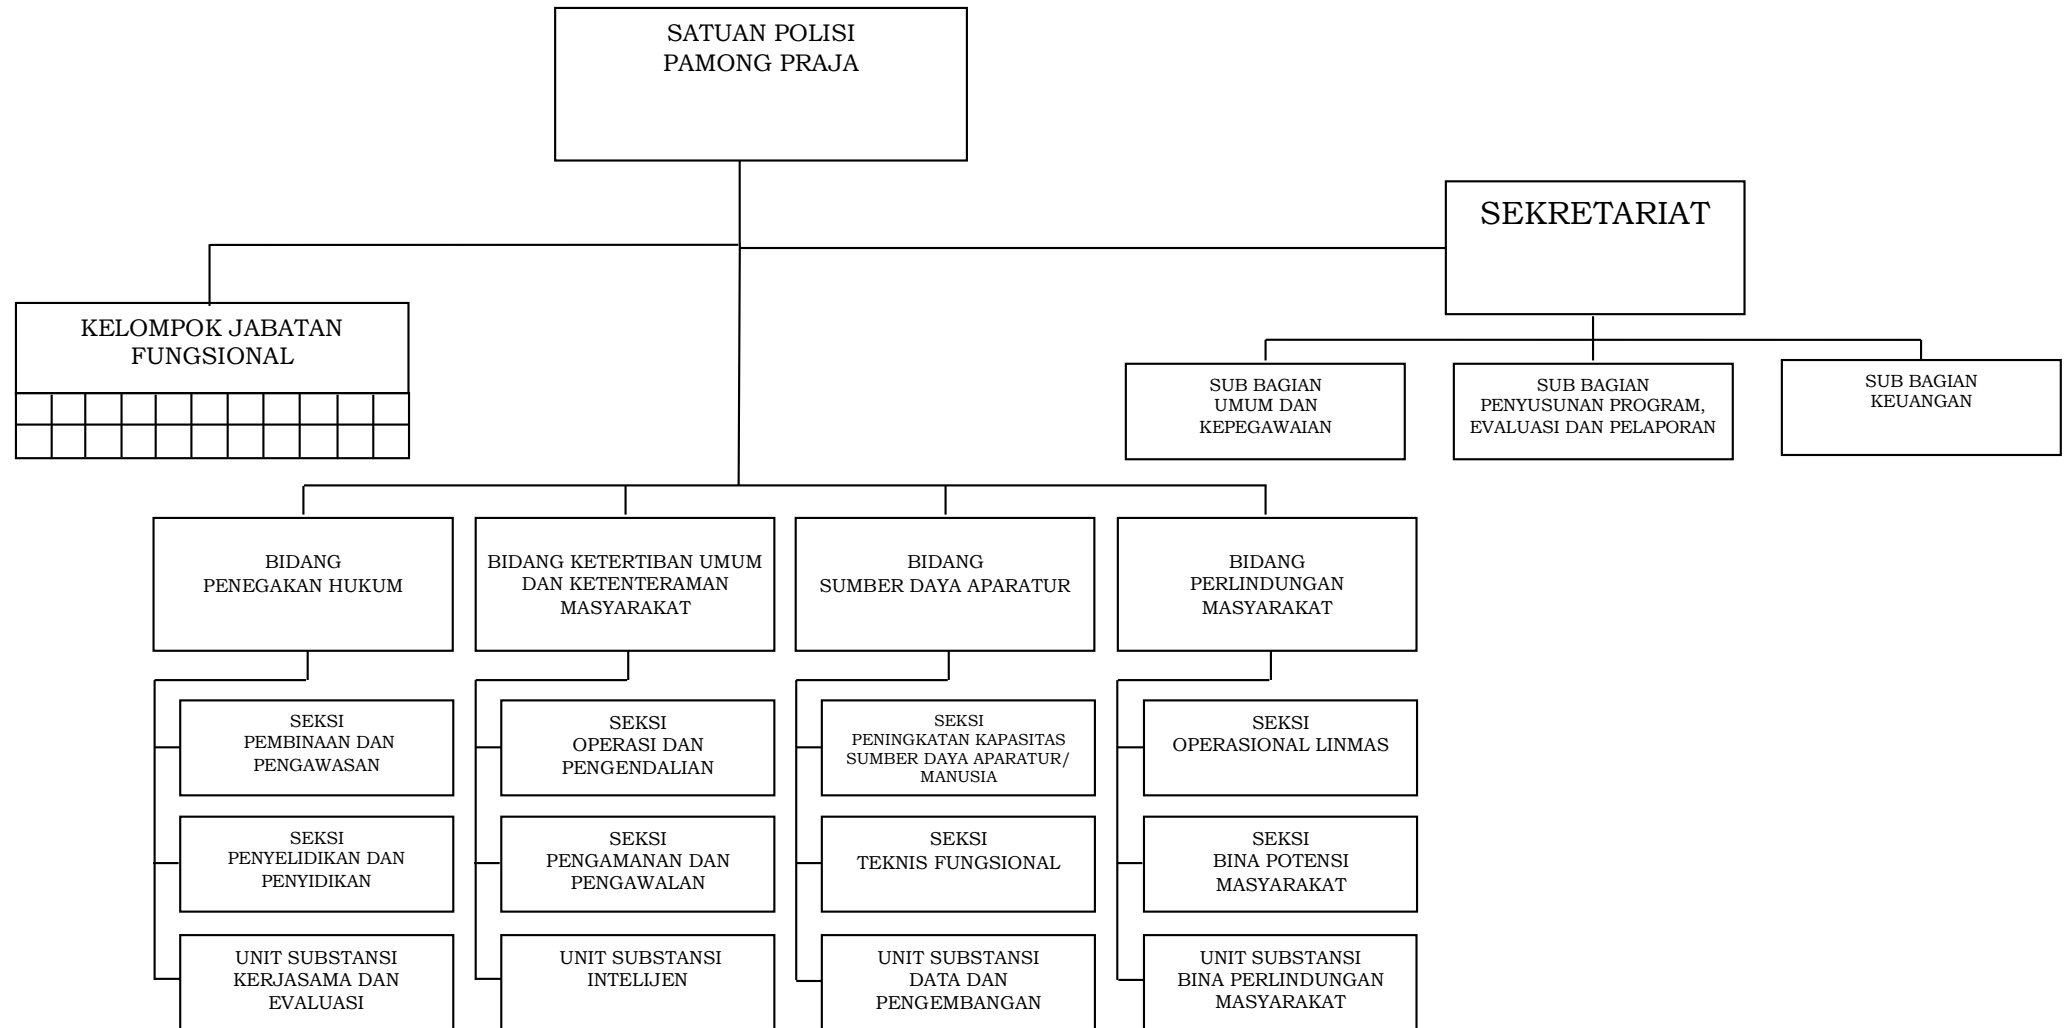 SATUAN POLISI
PAMONG PRAJA
SEKRETARIAT
KELOMPOK JABATAN
FUNGSIONAL
SUB BAGIAN
UMUM DAN
KEPEGAWAIAN
SUB BAGIAN
PENYUSUNAN PROGRAM,
EVALUASI DAN PELAPORAN
SUB BAGIAN
KEUANGAN
BIDANG
PENEGAKAN HUKUM
BIDANG KETERTIBAN UMUM
DAN KETENTERAMAN
MASYARAKAT
BIDANG
SUMBER DAYA APARATUR
BIDANG
PERLINDUNGAN
MASYARAKAT
SEKSI
PEMBINAAN DAN
PENGAWASAN
SEKSI
OPERASI DAN
PENGENDALIAN
SEKSI
PENINGKATAN KAPASITAS
SUMBER DAYA APARATUR/
MANUSIA
SEKSI
OPERASIONAL LINMAS
SEKSI
PENYELIDIKAN DAN
PENYIDIKAN
SEKSI
PENGAMANAN DAN
PENGAWALAN
SEKSI
TEKNIS FUNGSIONAL
SEKSI
BINA POTENSI
MASYARAKAT
UNIT SUBSTANSI
KERJASAMA DAN
EVALUASI
UNIT SUBSTANSI
INTELIJEN
UNIT SUBSTANSI
DATA DAN
PENGEMBANGAN
UNIT SUBSTANSI
BINA PERLINDUNGAN
MASYARAKAT